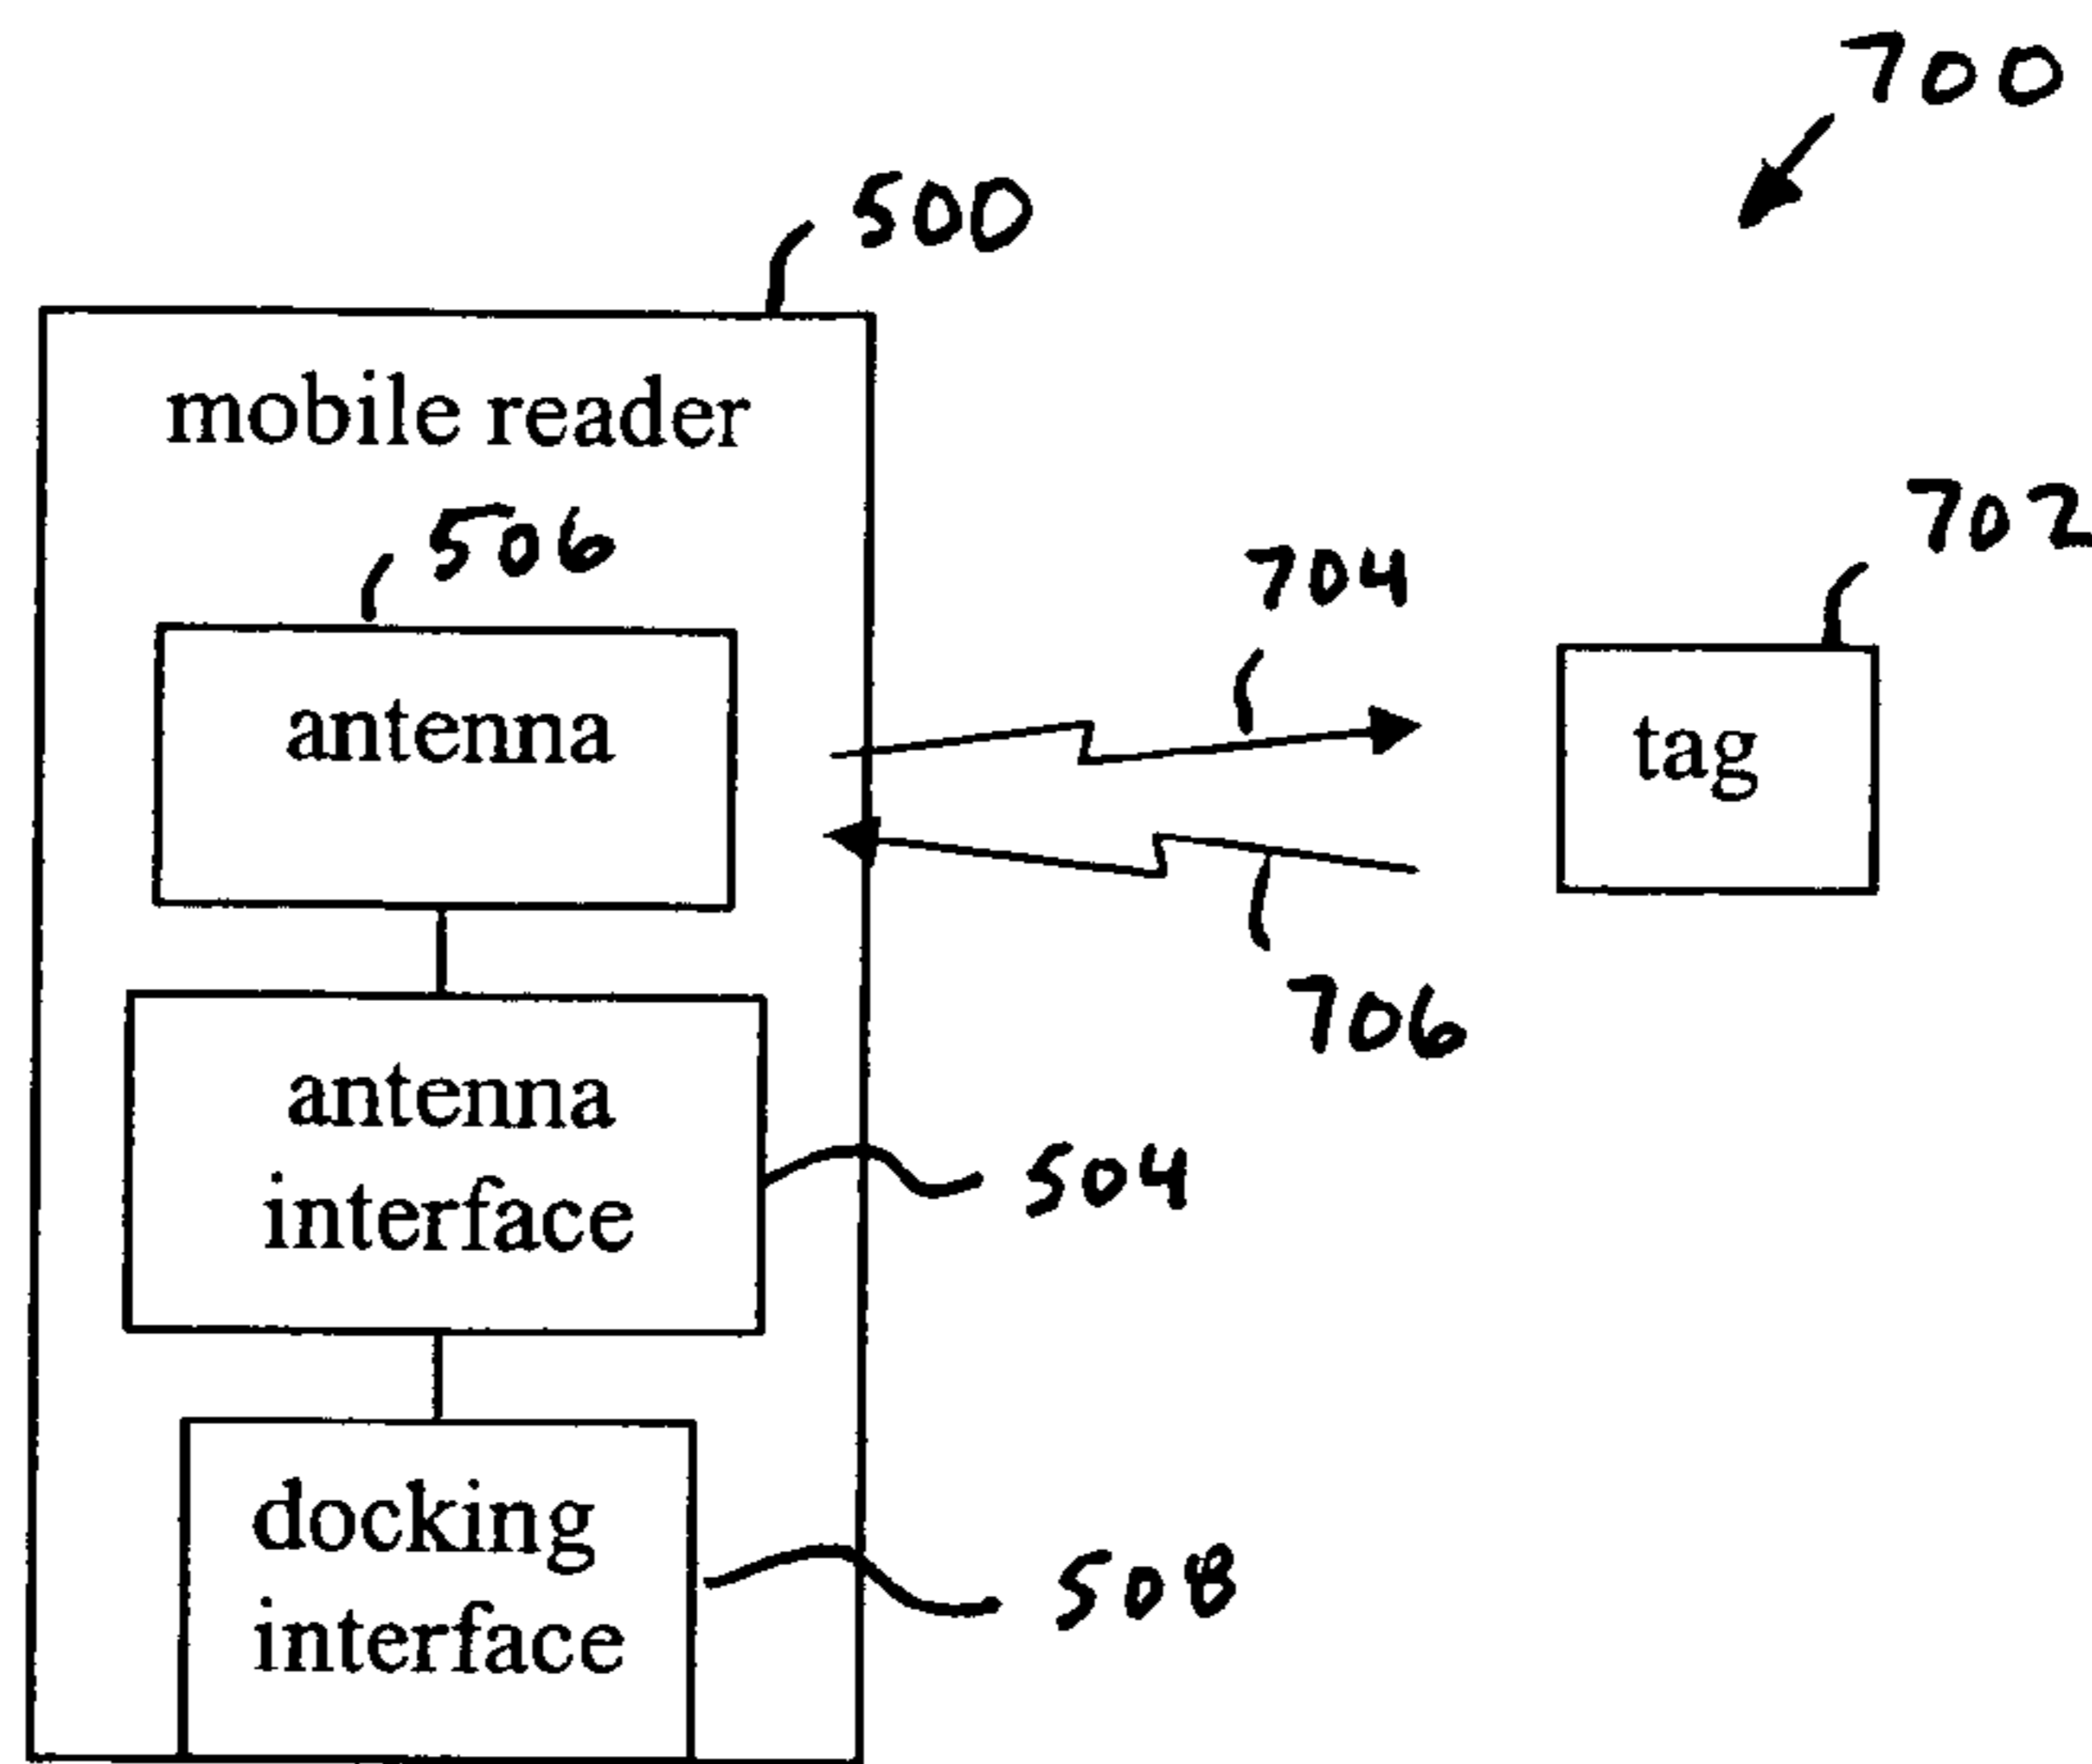 700
500
mobile reader
506
704
702
antenna
tag
706
antenna
interface
504
docking
interface
508